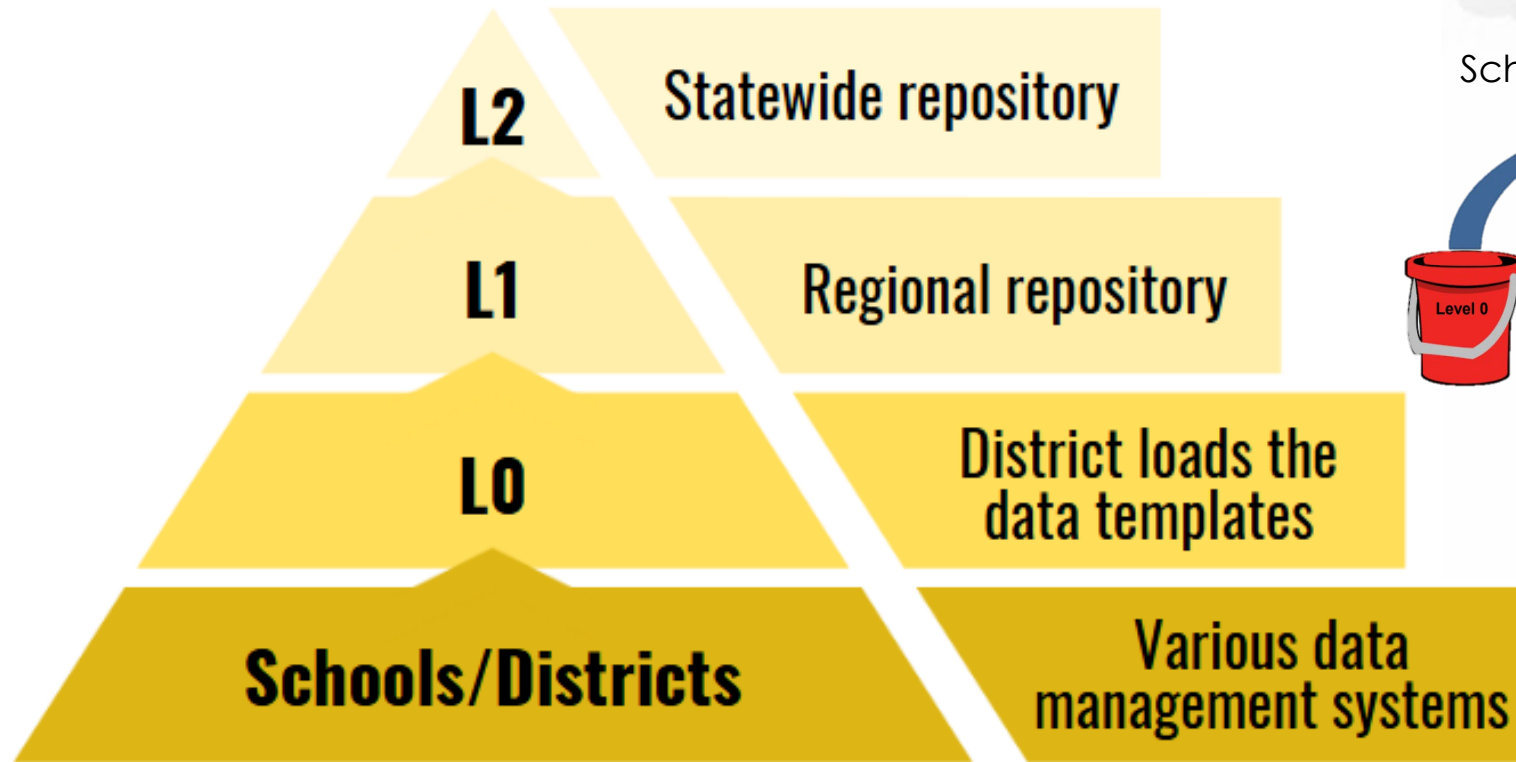 L2
Statewide repository
L1
Regional repository
L0
District loads the
data templates
Schools/Districts
Various data
management systems
Sch
Level 0